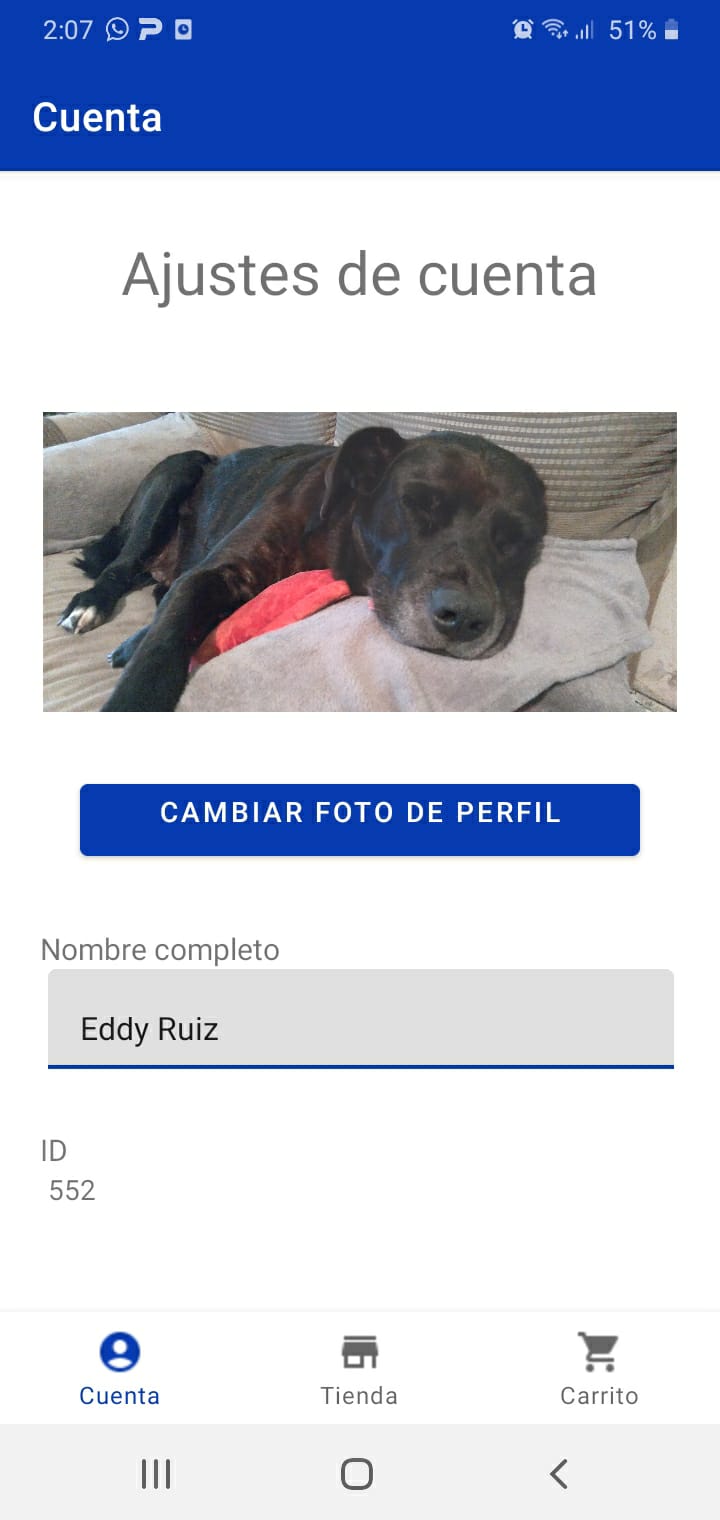 2:07 51%
Cuenta
Ajustes de cuenta
CAMBIAR FOTO DE PERFIL
Nombre completo
Eddy Ruiz
ID
552
Cuenta Tienda Carrito